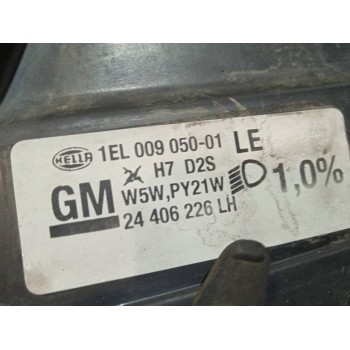 HELLA 1EL 009 050-01 LE
H7 D2S
GM W5W,PY21W 1,0%
24 406 226 LH